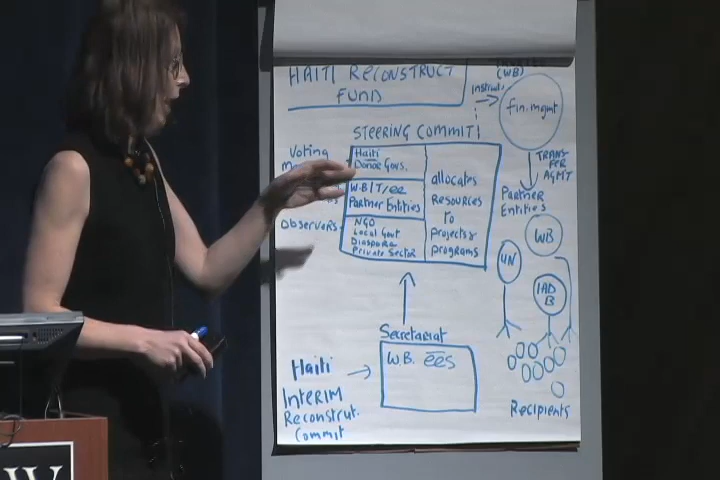 HAITI RECONSTRUCT
FUND
(WB)
Instruct.
fin.mgmt
STEERING COMMIT
Voting
Haiti
Donor Govs.
W.B/T/ee
Partner Entities
Observers
NGO
Local Govt
Diaspora
Private Sector
allocates
Resources
to
projects/
programs
TRANS
FER
AGMT
Partner
Entities
WB
UN
IAD
B
Recipients
Secretariat
W.B. ees
Haiti
INTERIM
Reconstrut.
Commit
W